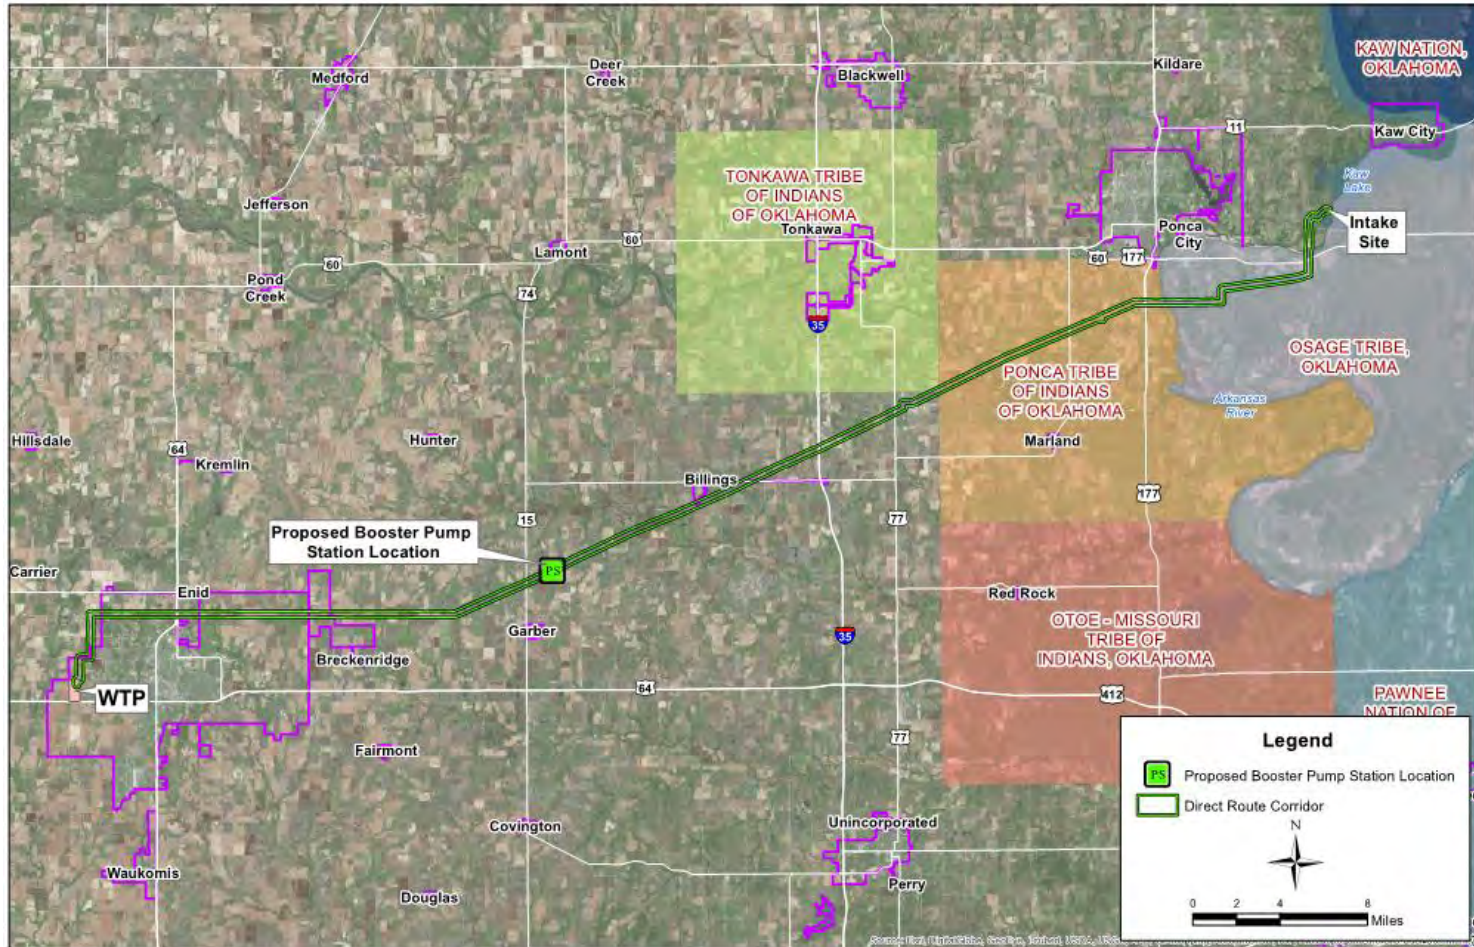 KAW NATION,
OKLAHOMA
Medford
Deer
Creek
Blackwell
Kildare
11
Kaw City
Kaw
Lake
TONKAWA TRIBE
OF INDIANS
OF OKLAHOMA
Tonkawa
Jefferson
Ponca
City
Intake
Site
Lamont
60
60
177
60
Pond
Creek
74
35
OSAGE TRIBE,
OKLAHOMA
PONCA TRIBE
OF INDIANS
OF OKLAHOMA
Arkansas
River
Hillsdale
64
Kremlin
Hunter
Marland
Billings
177
15
77
Proposed Booster Pump
Station Location
PS
Carrier
Enid
Red Rock
OTOE - MISSOURI
TRIBE OF
INDIANS, OKLAHOMA
Garber
35
Breckenridge
WTP
64
412
PAWNEE
NATION OF
77
Fairmont
Legend
PS Proposed Booster Pump Station Location
Direct Route Corridor
N
0 2 4 8
Miles
Covington
Unincorporated
Waukomis
Douglas
Perry